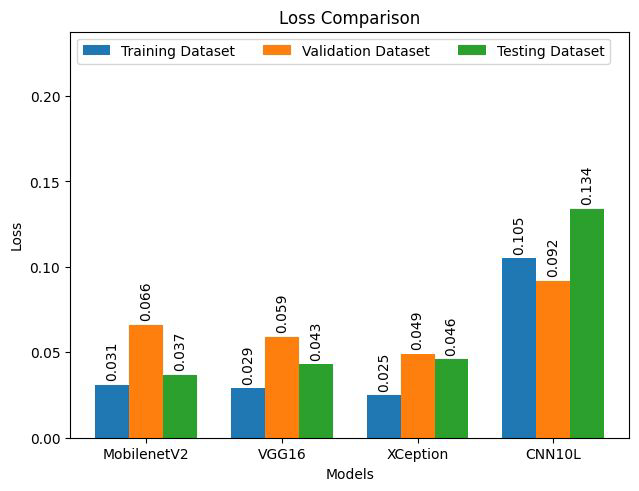 Loss Comparison
Training Dataset
Validation Dataset
Testing Dataset
Loss
0.20
0.15
0.10
0.05
0.00
0.031
0.066
0.037
0.029
0.059
0.043
0.025
0.049
0.046
0.105
0.092
0.134
MobilenetV2
VGG16
XCeption
CNN10L
Models